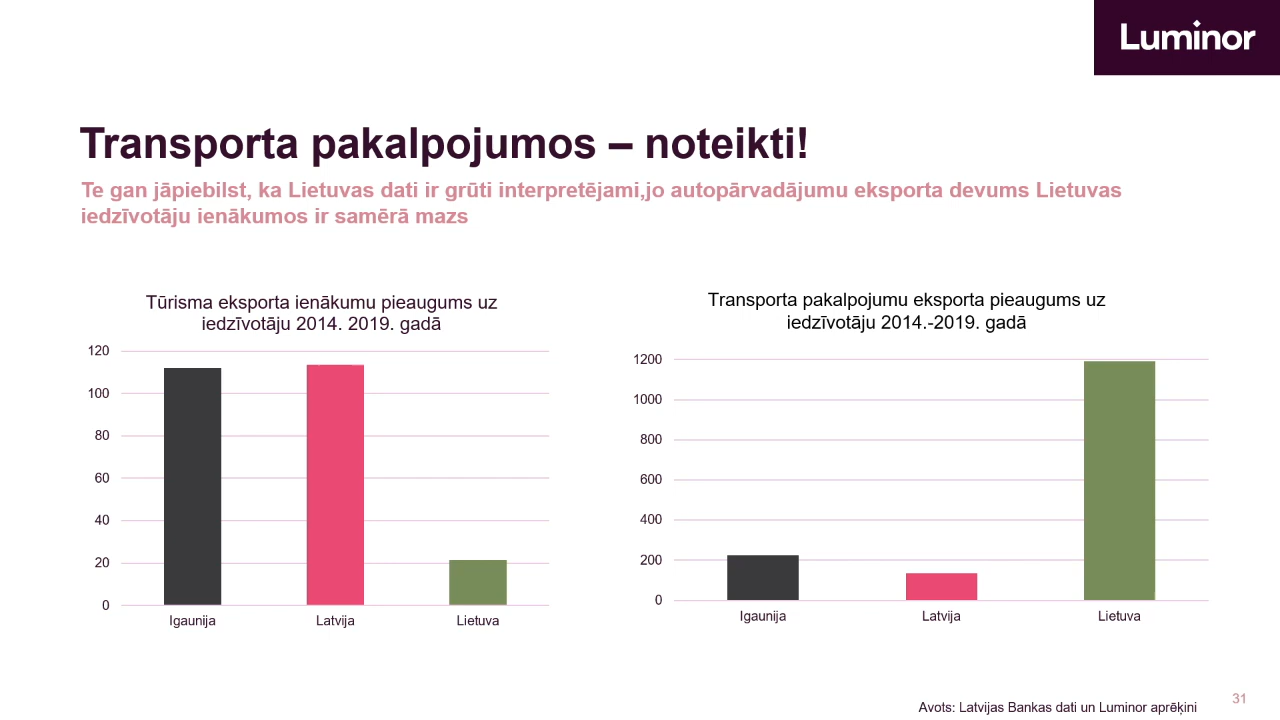 Luminor
Transporta pakalpojumos – noteikti!
Te gan jāpiebilst, ka Lietuvas dati ir grūti interpretējami,jo autopārvadājumu eksporta devums Lietuvas
iedzīvotāju ienākumos ir samērā mazs
Tūrisma eksporta ienākumu pieaugums uz
iedzīvotāju 2014. 2019. gadā
120
100
80
60
40
20
0
Igaunija Latvija Lietuva
Transporta pakalpojumu eksporta pieaugums uz
iedzīvotāju 2014.-2019. gadā
1200
1000
800
600
400
200
0
Igaunija Latvija Lietuva
Avots: Latvijas Bankas dati un Luminor aprēķini
31